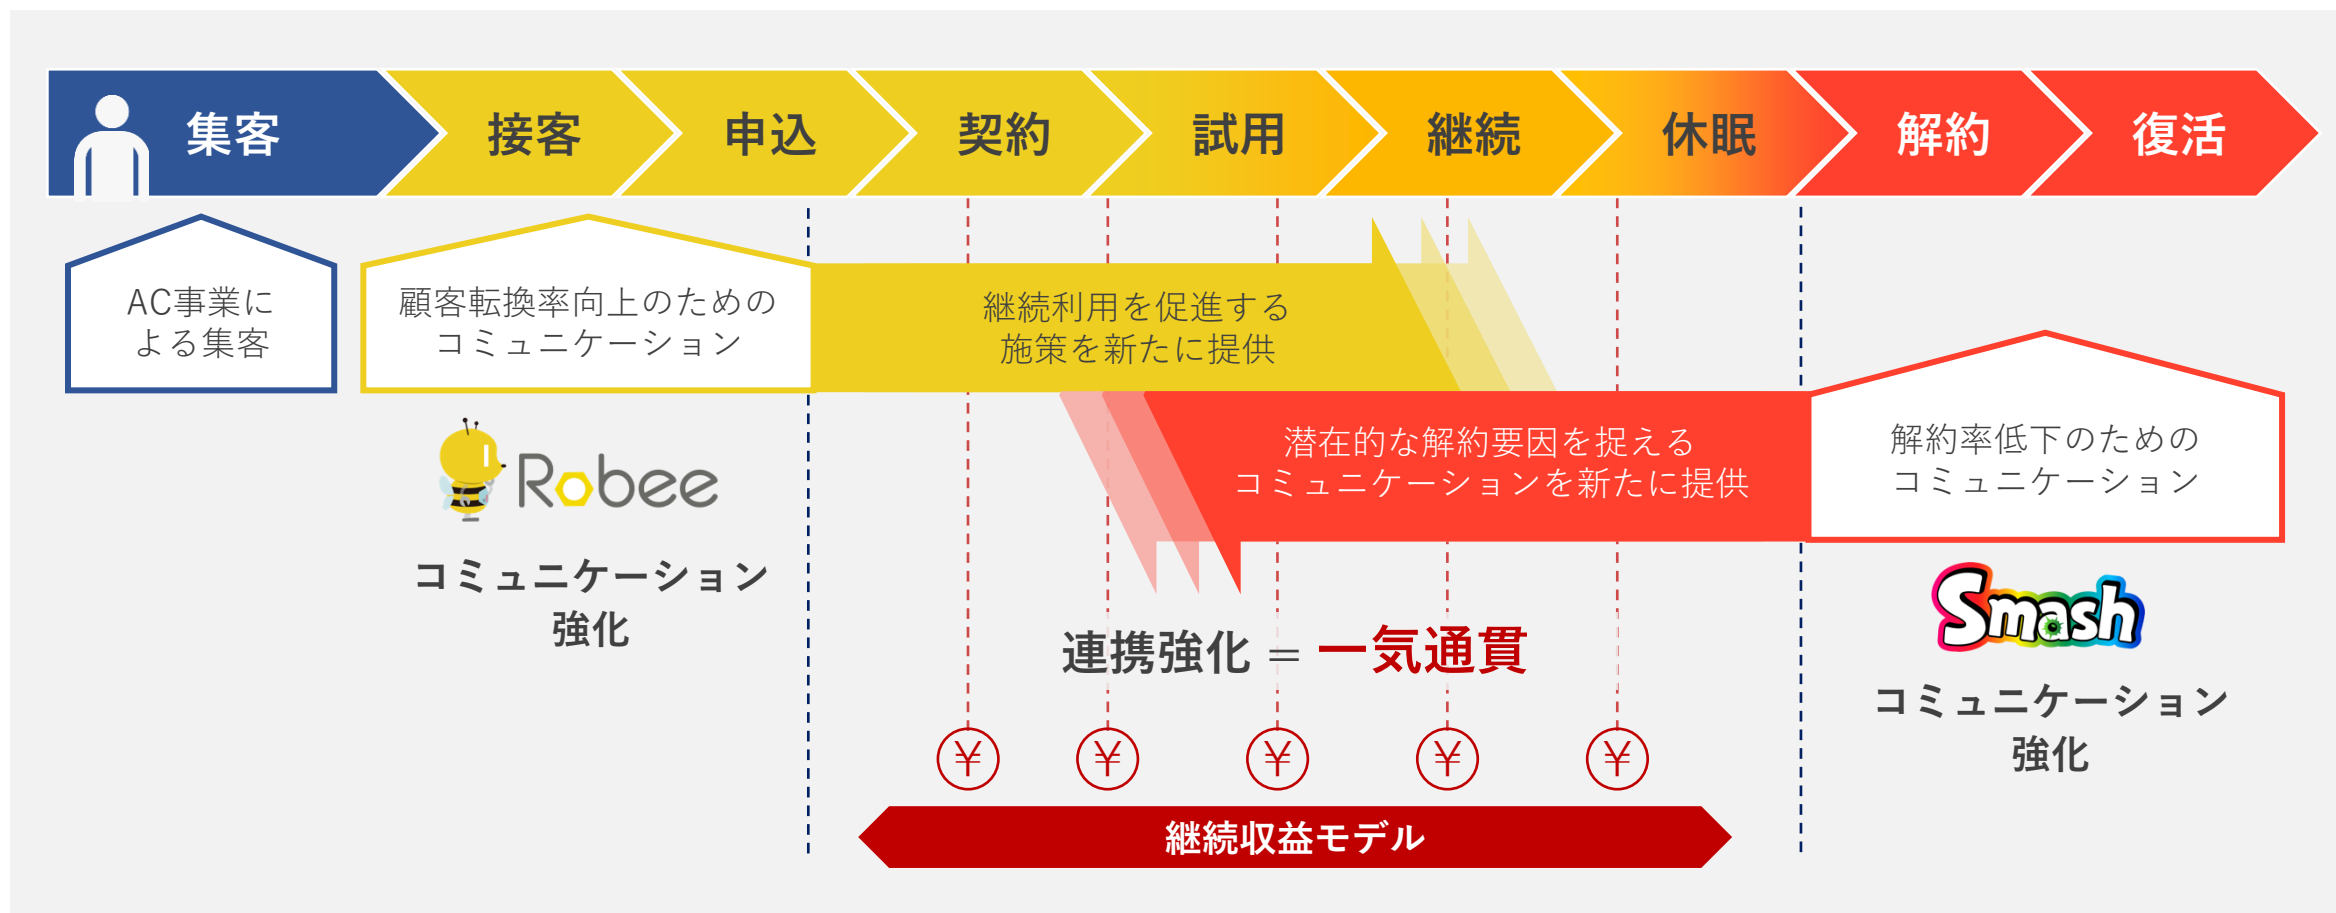 集客
接客
申込
契約
試用
継続
休眠
解約
復活
AC事業に
よる集客
顧客転換率向上のための
コミュニケーション
継続利用を促進する
施策を新たに提供
潜在的な解約要因を捉える
コミュニケーションを新たに提供
解約率低下のための
コミュニケーション
Robee
コミュニケーション
強化
Smash
コミュニケーション
強化
連携強化 = 一気通貫
¥ ¥ ¥ ¥ ¥
継続収益モデル